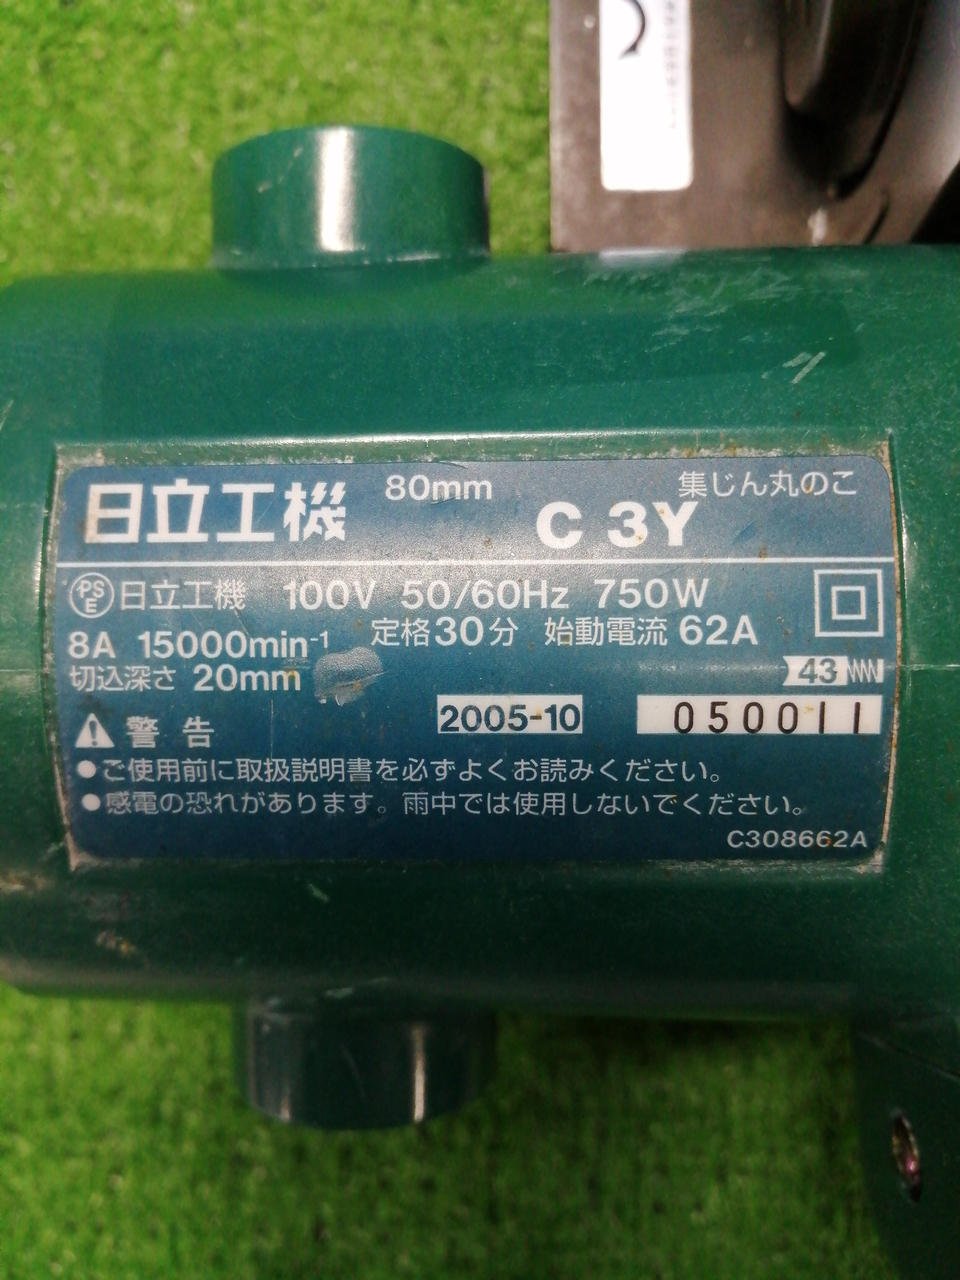 日立工機 80mm C 3Y 集じん丸のこ
PSE 日立工機 100V 50/60Hz 750W
8A 15000min⁻¹ 定格30分 始動電流 62A
切込深さ 20mm 43
2005-10 050011
警告
●ご使用前に取扱説明書を必ずよくお読みください。
●感電の恐れがあります。雨中では使用しないでください。
C308662A